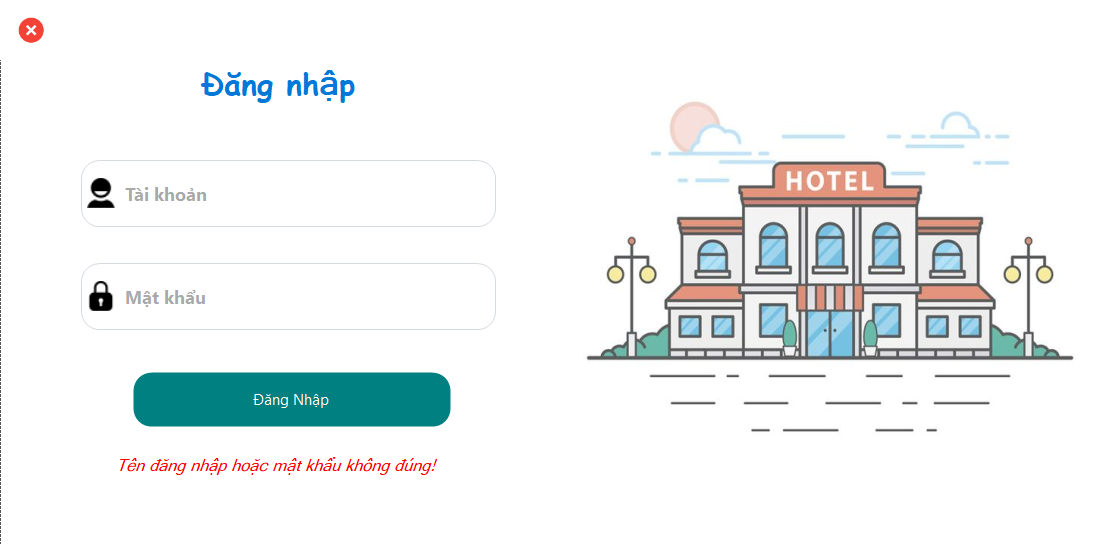 Đăng nhập
Tài khoản
Mật khẩu
Đăng Nhập
Tên đăng nhập hoặc mật khẩu không đúng!
HOTEL